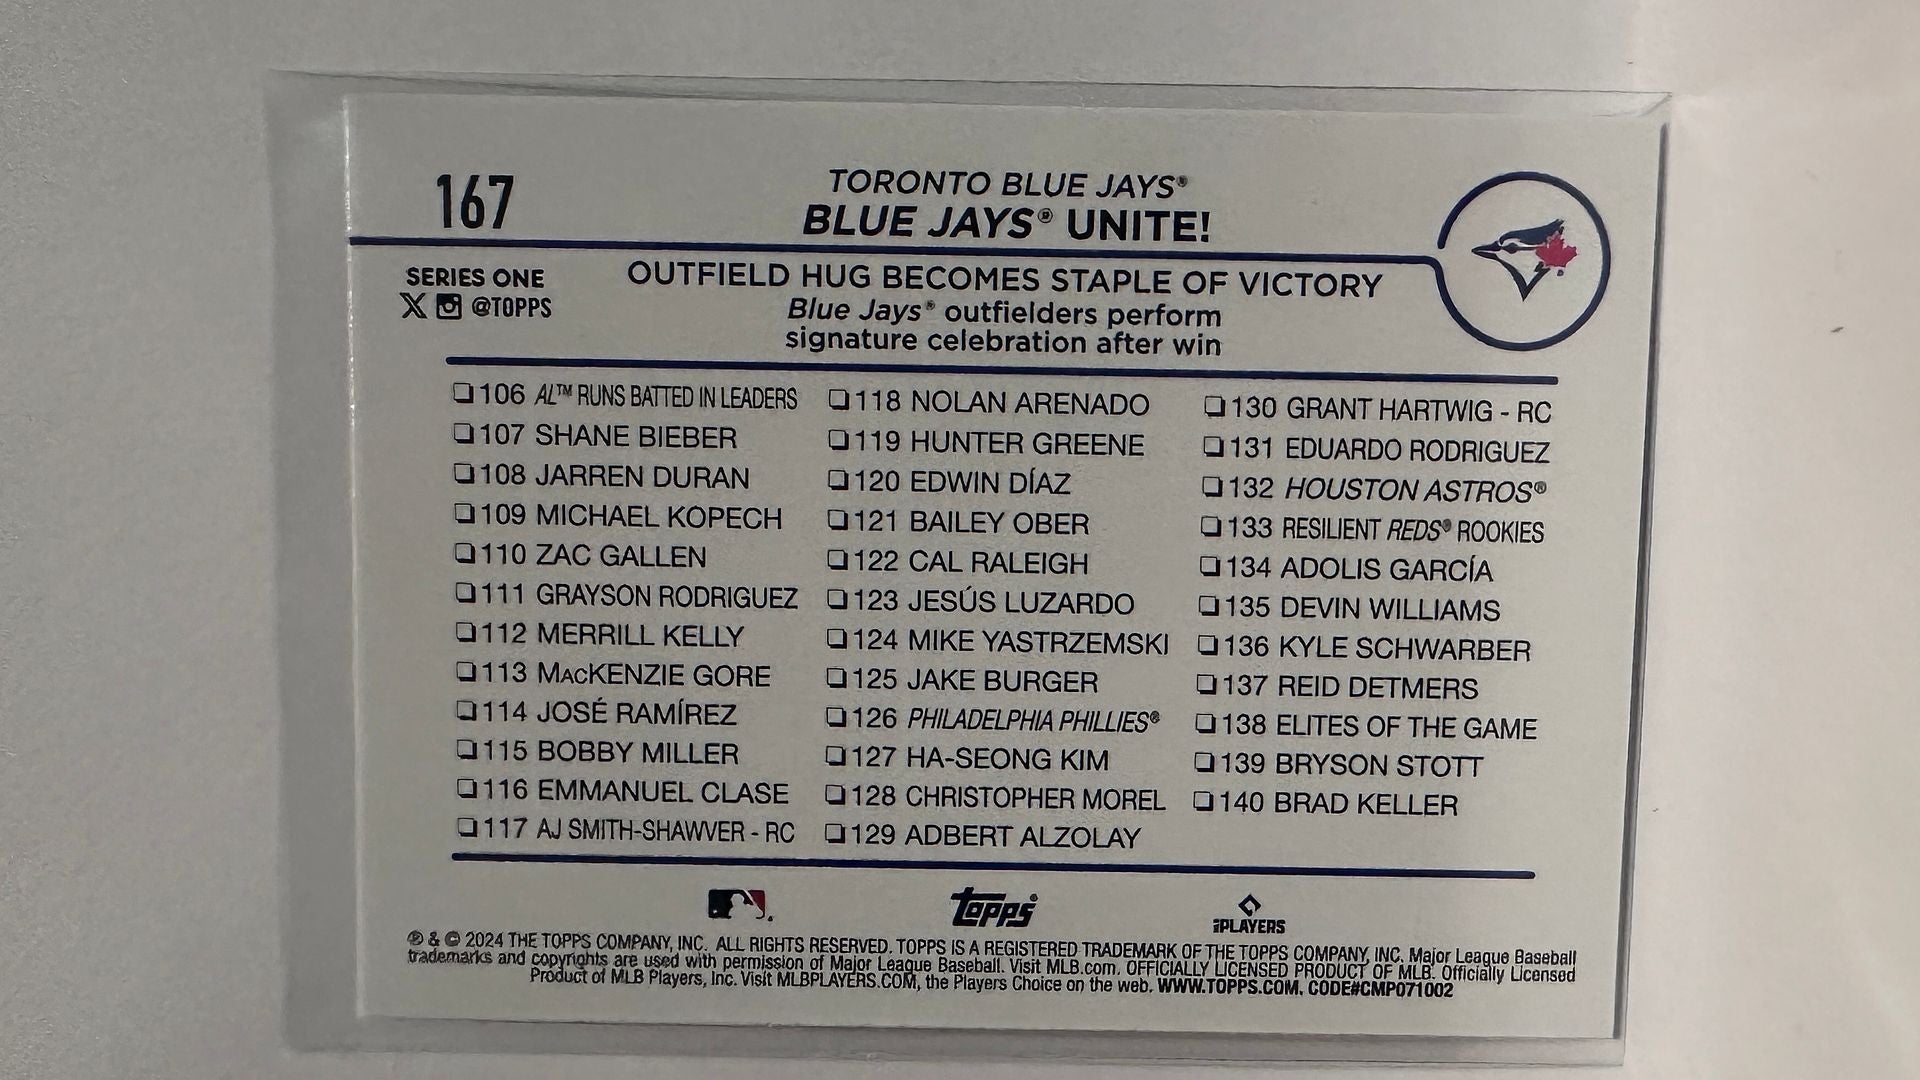 167
TORONTO BLUE JAYS®
BLUE JAYS® UNITE!
SERIES ONE
@TOPPS
OUTFIELD HUG BECOMES STAPLE OF VICTORY
Blue Jays® outfielders perform
signature celebration after win
106 AL™ RUNS BATTED IN LEADERS
107 SHANE BIEBER
108 JARREN DURAN
109 MICHAEL KOPECH
110 ZAC GALLEN
111 GRAYSON RODRIGUEZ
112 MERRILL KELLY
113 MacKENZIE GORE
114 JOSÉ RAMÍREZ
115 BOBBY MILLER
116 EMMANUEL CLASE
117 AJ SMITH-SHAWVER - RC
118 NOLAN ARENADO
119 HUNTER GREENE
120 EDWIN DÍAZ
121 BAILEY OBER
122 CAL RALEIGH
123 JESÚS LUZARDO
124 MIKE YASTRZEMSKI
125 JAKE BURGER
126 PHILADELPHIA PHILLIES®
127 HA-SEONG KIM
128 CHRISTOPHER MOREL
129 ADBERT ALZOLAY
130 GRANT HARTWIG - RC
131 EDUARDO RODRIGUEZ
132 HOUSTON ASTROS®
133 RESILIENT REDS® ROOKIES
134 ADOLIS GARCÍA
135 DEVIN WILLIAMS
136 KYLE SCHWARBER
137 REID DETMERS
138 ELITES OF THE GAME
139 BRYSON STOTT
140 BRAD KELLER
topps
PLAYERS
℗ & © 2024 THE TOPPS COMPANY, INC. ALL RIGHTS RESERVED. TOPPS IS A REGISTERED TRADEMARK OF THE TOPPS COMPANY, INC. Major League Baseball
trademarks and copyrights are used with permission of Major League Baseball. Visit MLB.com. OFFICIALLY LICENSED PRODUCT OF MLB. Officially Licensed
Product of MLB Players, Inc. Visit MLBPLAYERS.COM, the Players Choice on the web. WWW.TOPPS.COM. CODE#CMP071002